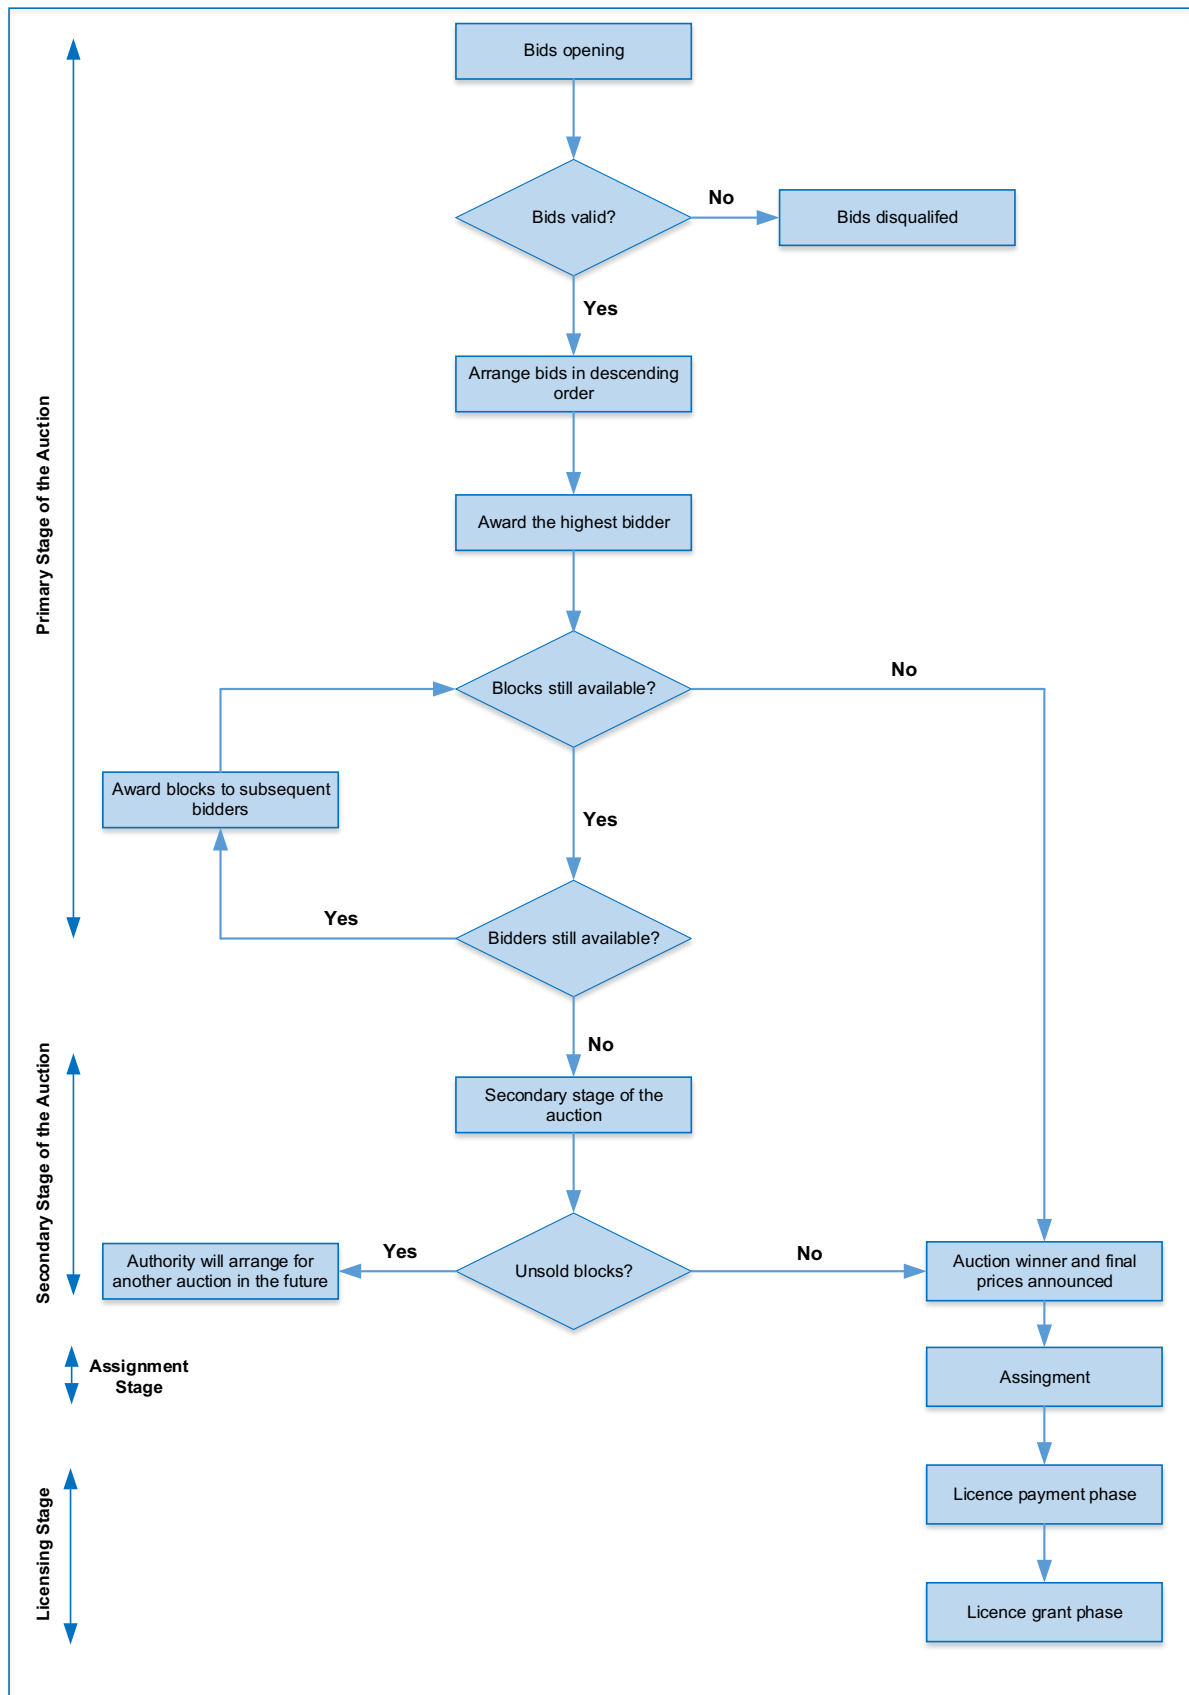 Bids opening
Bids valid?
No
Bids disqualifed
Yes
Arrange bids in descending
order
Primary Stage of the Auction
Award the highest bidder
Blocks still available?
No
Award blocks to subsequent
bidders
Yes
Yes
Bidders still available?
No
Secondary Stage of the Auction
Secondary stage of the
auction
Yes
Authority will arrange for
another auction in the future
Unsold blocks?
No
Auction winner and final
prices announced
Assignment
Stage
Assingment
Licensing Stage
Licence payment phase
Licence grant phase